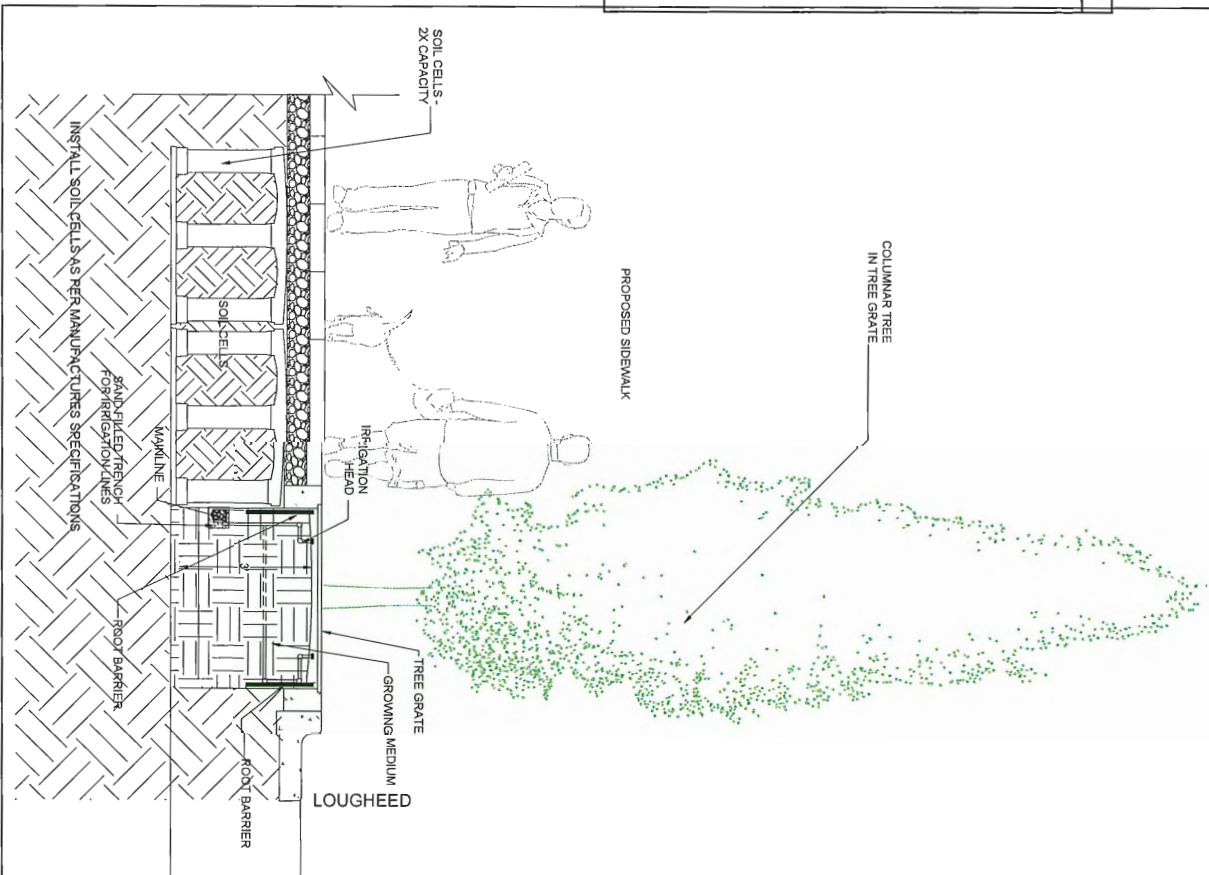 COLUMNAR TREE
IN TREE GRATE
PROPOSED SIDEWALK
SOIL CELLS -
2X CAPACITY
IRRIGATION
HEAD
TREE GRATE
GROWING MEDIUM
LOUGHEED
ROOT BARRIER
SOIL CELLS
MAINLINE
SAND-FILLED TRENCH
FOR IRRIGATION LINES
ROOT BARRIER
INSTALL SOIL CELLS AS PER MANUFACTURES SPECIFICATIONS